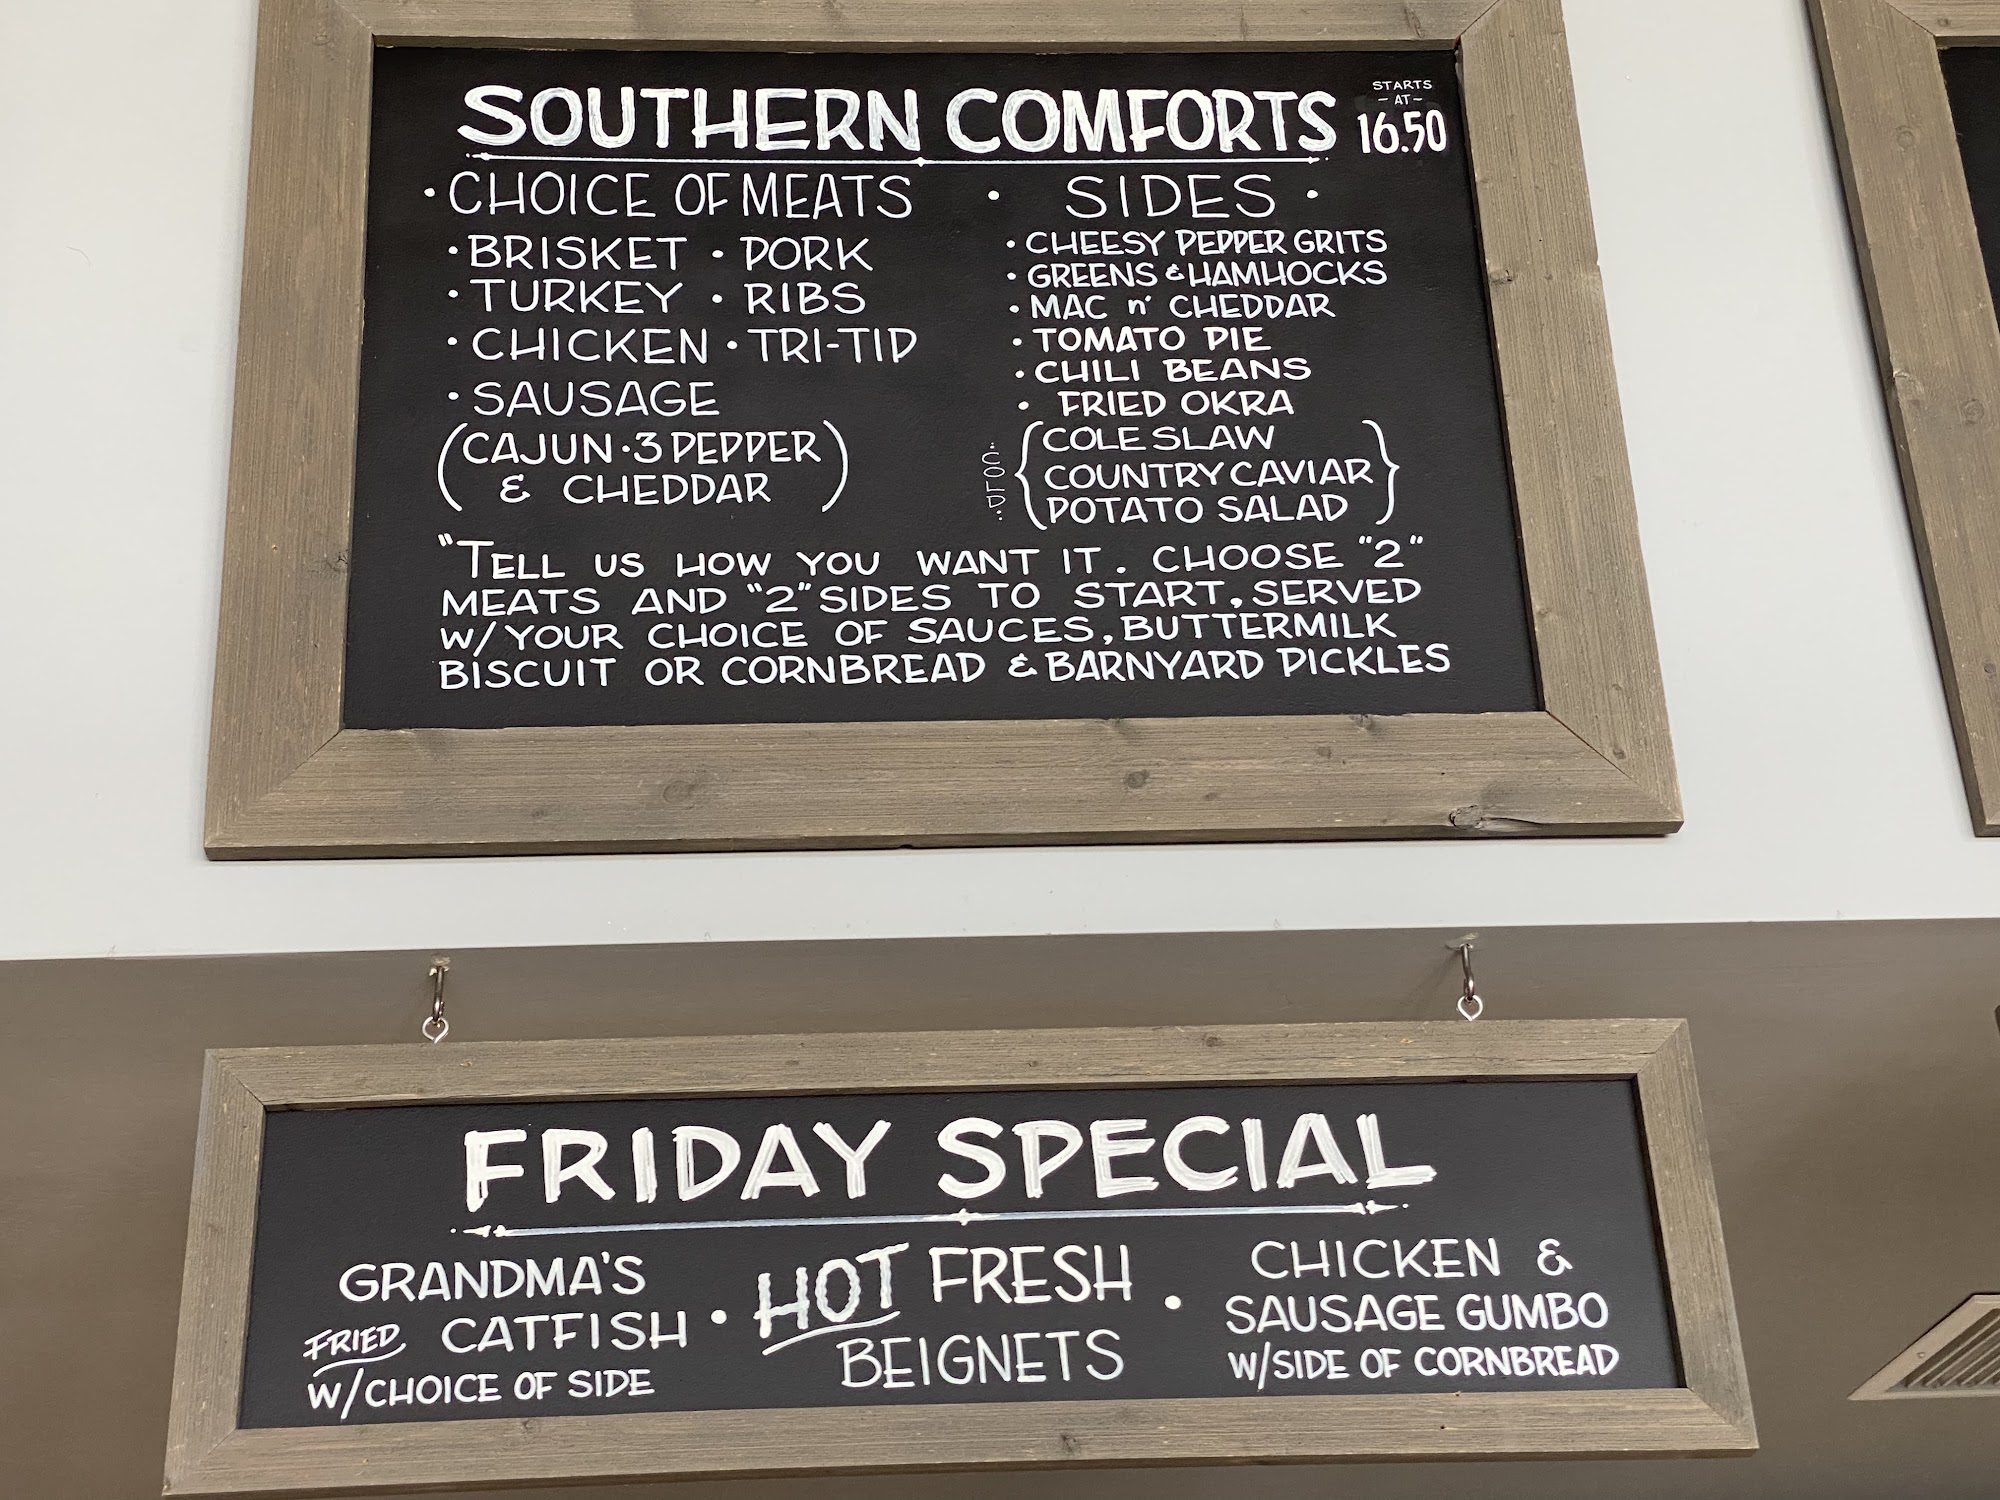 SOUTHERN COMFORTS
STARTS
- AT -
16.50
• CHOICE OF MEATS
• BRISKET • PORK
• TURKEY • RIBS
• CHICKEN • TRI-TIP
• SAUSAGE
(CAJUN • 3 PEPPER
& CHEDDAR)
• SIDES •
• CHEESY PEPPER GRITS
• GREENS & HAMHOCKS
• MAC n' CHEDDAR
• TOMATO PIE
• CHILI BEANS
• FRIED OKRA
COLD
{COLE SLAW
COUNTRY CAVIAR
POTATO SALAD}
"TELL US HOW YOU WANT IT. CHOOSE "2"
MEATS AND "2" SIDES TO START, SERVED
W/ YOUR CHOICE OF SAUCES, BUTTERMILK
BISCUIT OR CORNBREAD & BARNYARD PICKLES
FRIDAY SPECIAL
GRANDMA'S
FRIED CATFISH
W/CHOICE OF SIDE
• HOT FRESH
BEIGNETS
• CHICKEN &
SAUSAGE GUMBO
W/SIDE OF CORNBREAD